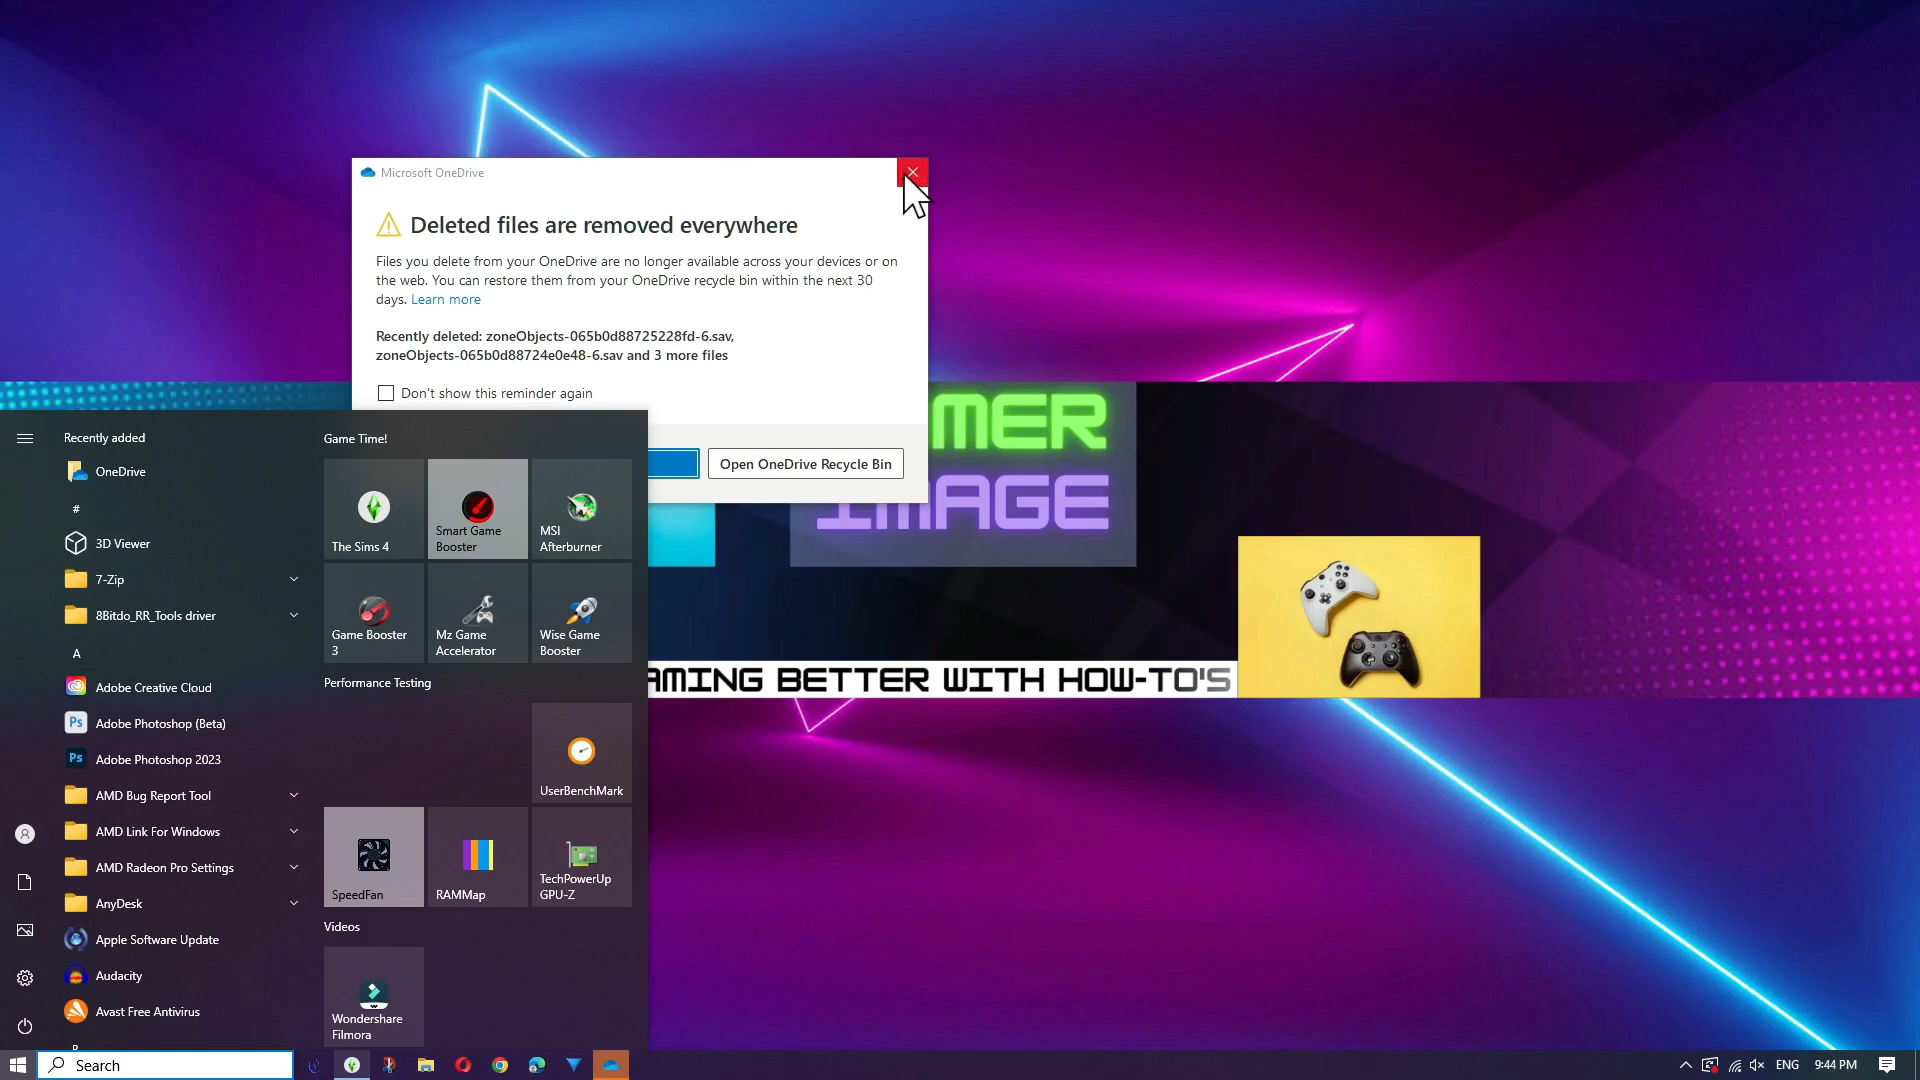 Microsoft OneDrive
Deleted files are removed everywhere
Files you delete from your OneDrive are no longer available across your devices or on
the web. You can restore them from your OneDrive recycle bin within the next 30
days. Learn more
Recently deleted: zoneObjects-065b0d88725228fd-6.sav,
zoneObjects-065b0d88724e0e48-6.sav and 3 more files
Don't show this reminder again
Open OneDrive Recycle Bin
MER
IMAGE
AMING BETTER WITH HOW-TO'S
Recently added
OneDrive
#
3D Viewer
7-Zip
8Bitdo_RR_Tools driver
A
Adobe Creative Cloud
Ps
Adobe Photoshop (Beta)
Ps
Adobe Photoshop 2023
AMD Bug Report Tool
AMD Link For Windows
AMD Radeon Pro Settings
AnyDesk
Apple Software Update
Audacity
Avast Free Antivirus
Game Time!
The Sims 4
Smart Game
Booster
MSI
Afterburner
Game Booster
3
Mz Game
Accelerator
Wise Game
Booster
Performance Testing
UserBenchMark
SpeedFan
RAMMap
TechPowerUp
GPU-Z
Videos
Wondershare
Filmora
Search
ENG
9:44 PM